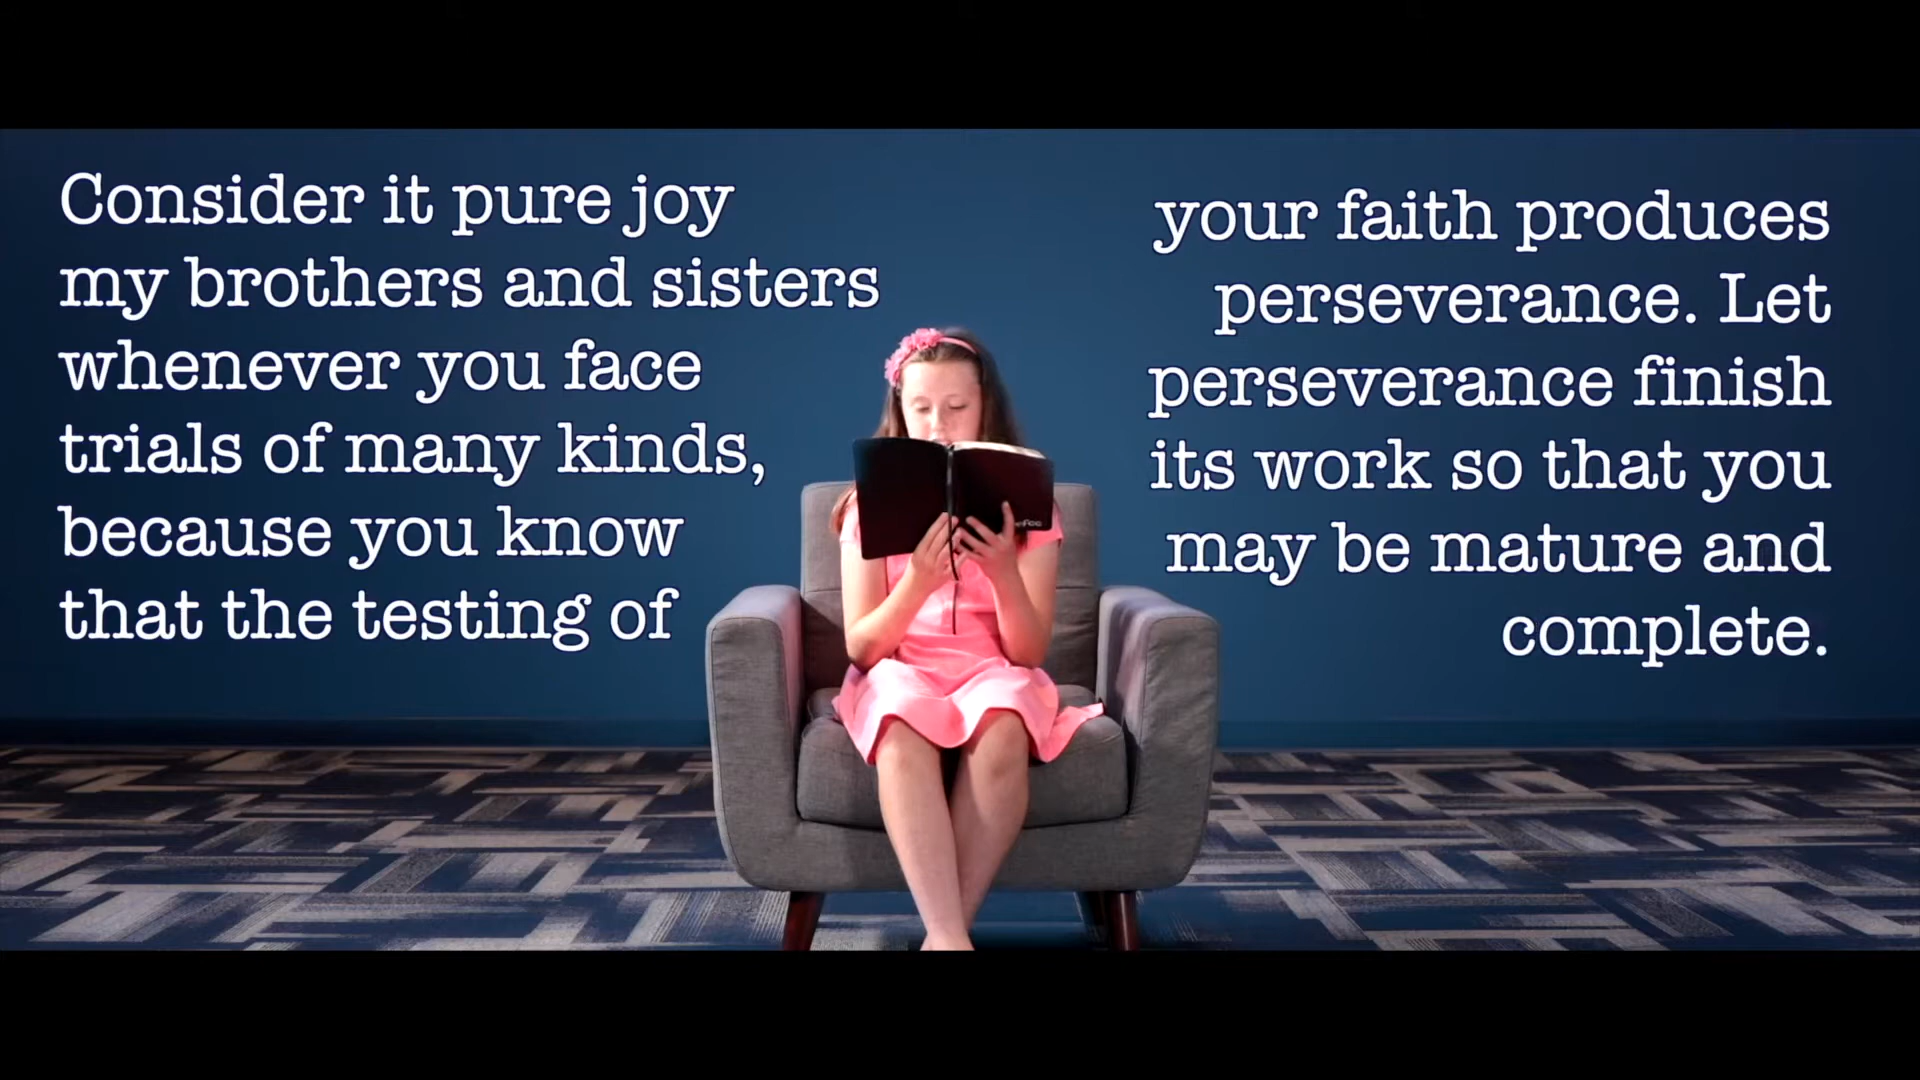 Consider it pure joy
my brothers and sisters
whenever you face
trials of many kinds,
because you know
that the testing of
your faith produces
perseverance. Let
perseverance finish
its work so that you
may be mature and
complete.